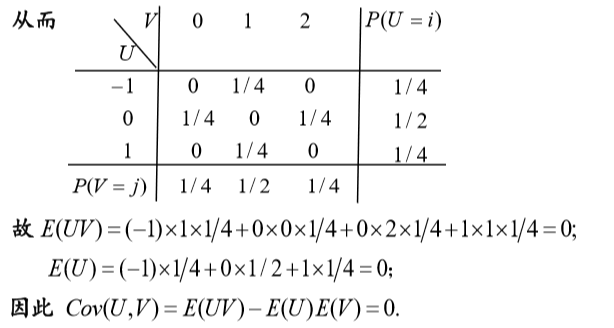 从而 V 0 1 2 P(U = i)
U
−1 0 1/4 0 1/4
0 1/4 0 1/4 1/2
1 0 1/4 0 1/4
P(V = j) 1/4 1/2 1/4
故 E(UV) = (−1)×1×1/4+0×0×1/4+0×2×1/4+1×1×1/4 = 0;
E(U) = (−1)×1/4+0×1/2+1×1/4 = 0;
因此 Cov(U,V) = E(UV) − E(U)E(V) = 0.